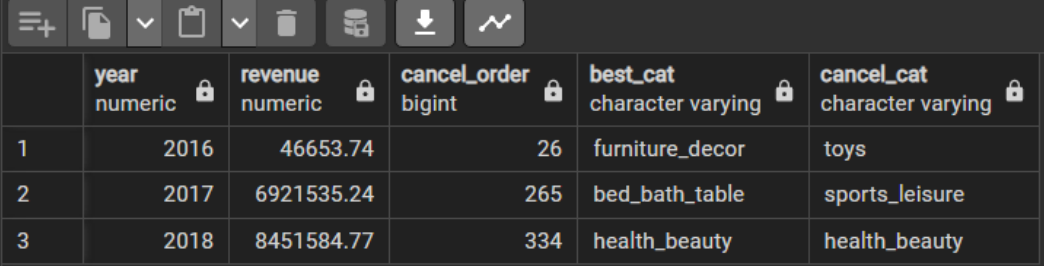 year revenue cancel_order best_cat cancel_cat
numeric numeric bigint character varying character varying
1 2016 46653.74 26 furniture_decor toys
2 2017 6921535.24 265 bed_bath_table sports_leisure
3 2018 8451584.77 334 health_beauty health_beauty